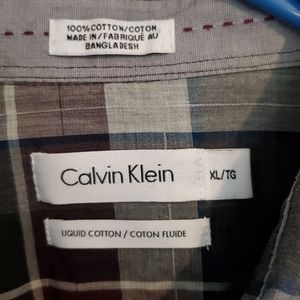 100% COTTON/COTON
MADE IN/FABRIQUÉ AU
BANGLADESH
Calvin Klein
XL/TG
LIQUID COTTON / COTON FLUIDE